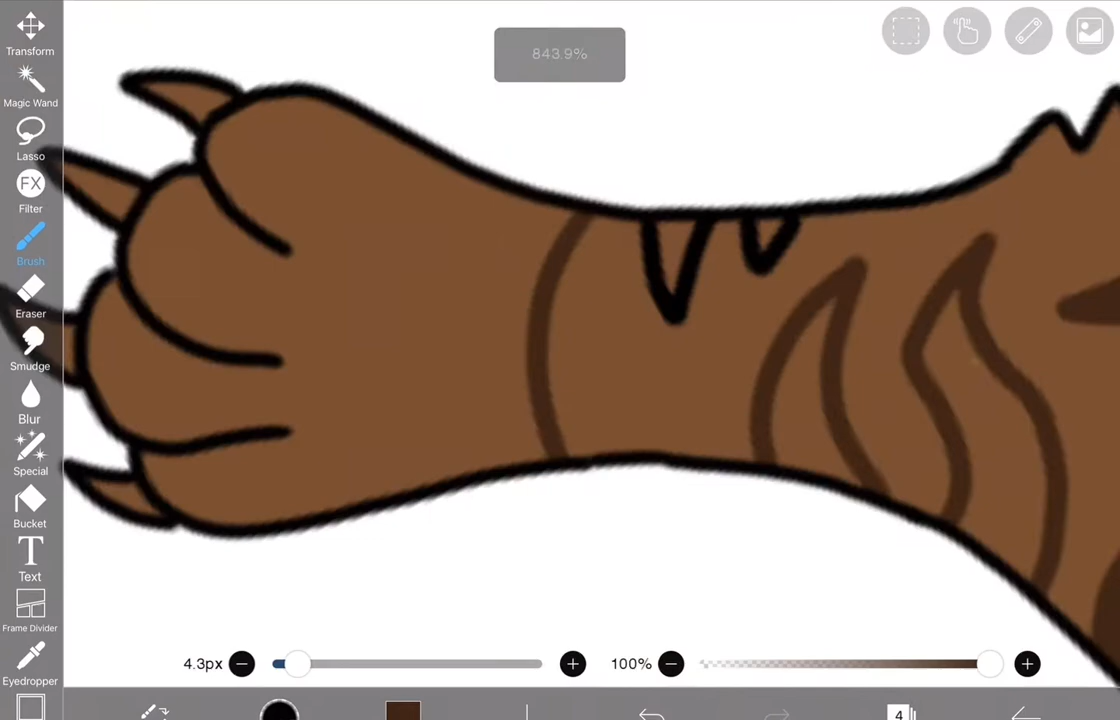 843.9%
Transform
Magic Wand
Lasso
FX
Filter
Brush
Eraser
Smudge
Blur
Special
Bucket
T
Text
Frame Divider
Eyedropper
4.3px
100%
4